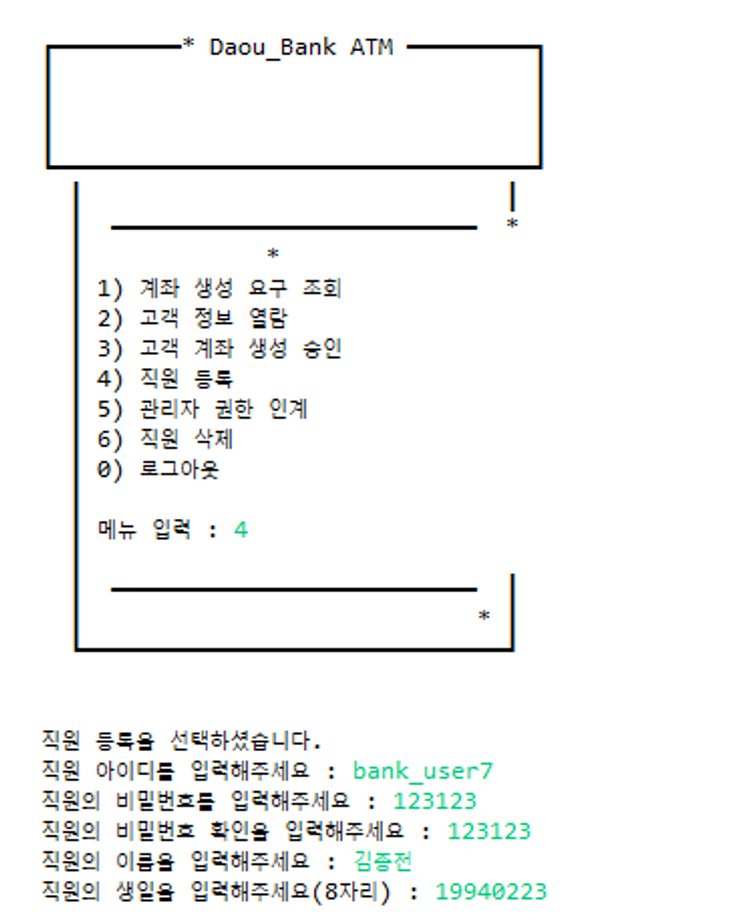 * Daou_Bank ATM
*
*
1) 계좌 생성 요구 조회
2) 고객 정보 열람
3) 고객 계좌 생성 승인
4) 직원 등록
5) 관리자 권한 인계
6) 직원 삭제
0) 로그아웃
메뉴 입력 : 4
*
직원 등록을 선택하셨습니다.
직원 아이디를 입력해주세요 : bank_user7
직원의 비밀번호를 입력해주세요 : 123123
직원의 비밀번호 확인을 입력해주세요 : 123123
직원의 이름을 입력해주세요 : 김종전
직원의 생일을 입력해주세요(8자리) : 19940223